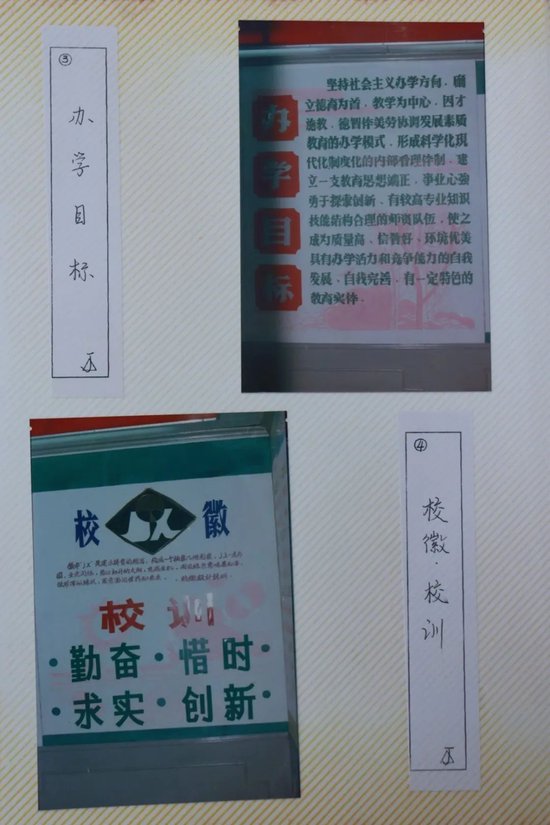 ③
办学目标
办学目标
坚持社会主义办学方向，确
立德育为首，教学为中心，因才
施教，德智体美劳协调发展素质
教育的办学模式，形成科学化现
代化制度化的内部管理体制，建
立一支教育思想端正，事业心强
勇于探索创新，有较高专业知识
技能结构合理的师资队伍，使之
成为质量高、信誉好、环境优美
具有办学活力和竞争能力的自我
发展、自我完善，有一定特色的
教育实体．
④
校徽·校训
校 JX 徽
校训
·勤奋·惜时·
·求实·创新·